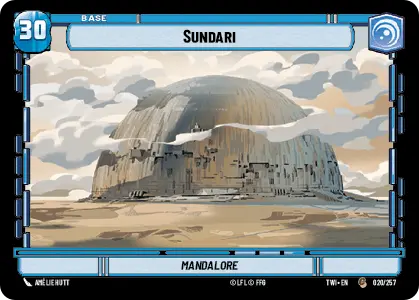 30
BASE
SUNDARI
MANDALORE
AMÉLIE HUTT
© LFL © FFG
TWI • EN
020/257